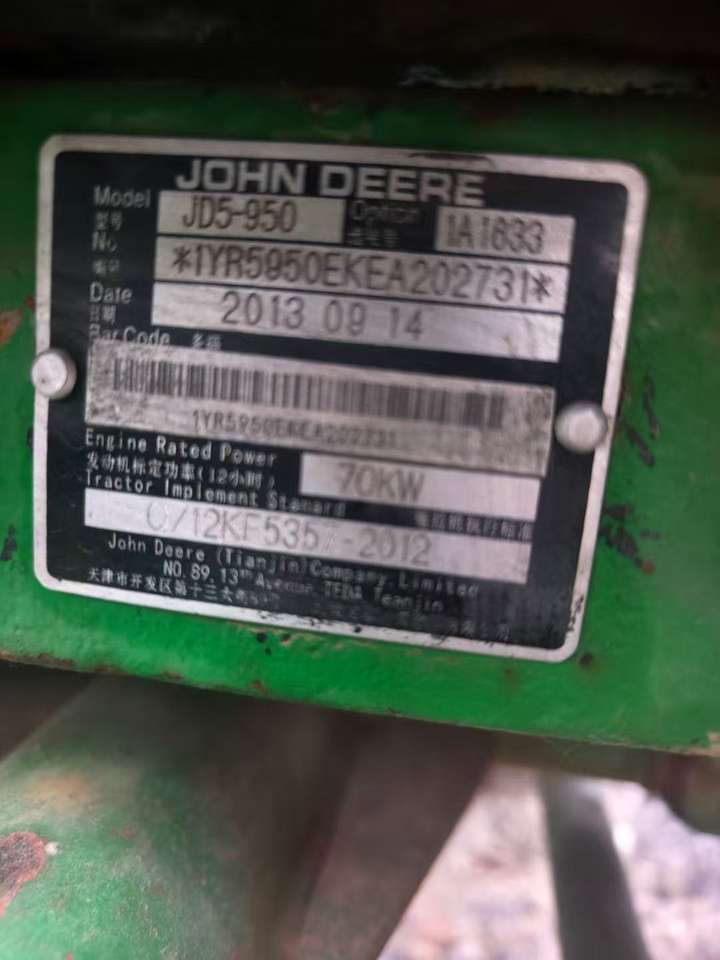 JOHN DEERE
Model JD5-950 Option 1A1633
型号
No. *1YR5950EKEA202731*
编号
Date 2013 09 14
日期
Bar Code 条码
1YR5950EKEA202731
Engine Rated Power
发动机标定功率(12小时) 70KW
Tractor Implement Standard
Q/12KF5357-2012
John Deere (Tianjin) Company, Limited
NO.89, 13th Avenue, TEDA Teanjin
天津市开发区第十三大